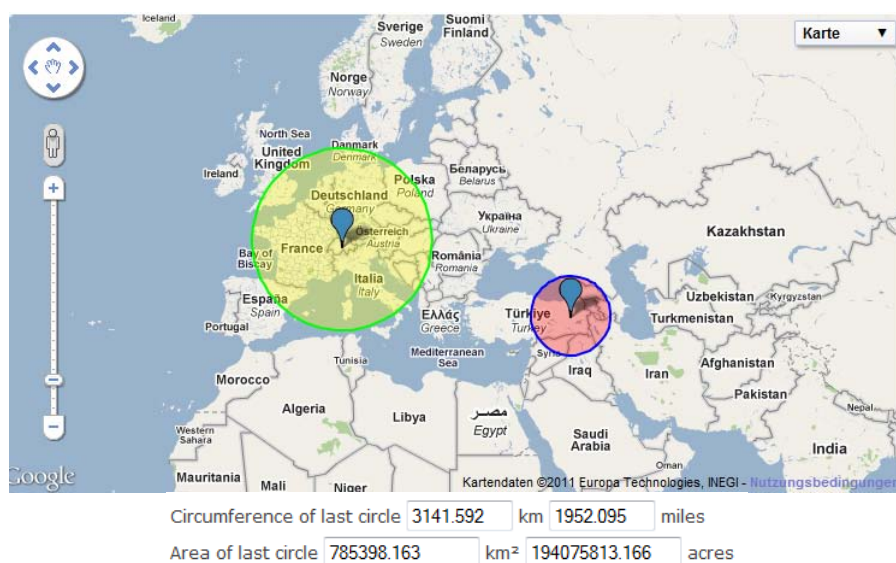 Iceland
Sverige
Sweden
Suomi
Finland
Karte ▼
Norge
Norway
North Sea
Danmark
Denmark
United
Kingdom
Ireland
Polska
Poland
Беларусь
Belarus
Deutschland
Germany
Österreich
Austria
Україна
Ukraine
Kazakhstan
France
Bay of
Biscay
România
Romania
Italia
Italy
España
Spain
Portugal
Ελλάς
Greece
Türkiye
Turkey
Uzbekistan
Kyrgyzstan
Turkmenistan
Mediterranean
Sea
Syria
Tunisia
Iraq
Iran
Afghanistan
Pakistan
Morocco
Algeria
Libya
مصر
Egypt
Saudi
Arabia
Nepal
India
Oman
Western
Sahara
Mauritania
Mali
Niger
Google
Kartendaten ©2011 Europa Technologies, INEGI - Nutzungsbedingungen
Circumference of last circle 3141.592 km 1952.095 miles
Area of last circle 785398.163 km² 194075813.166 acres